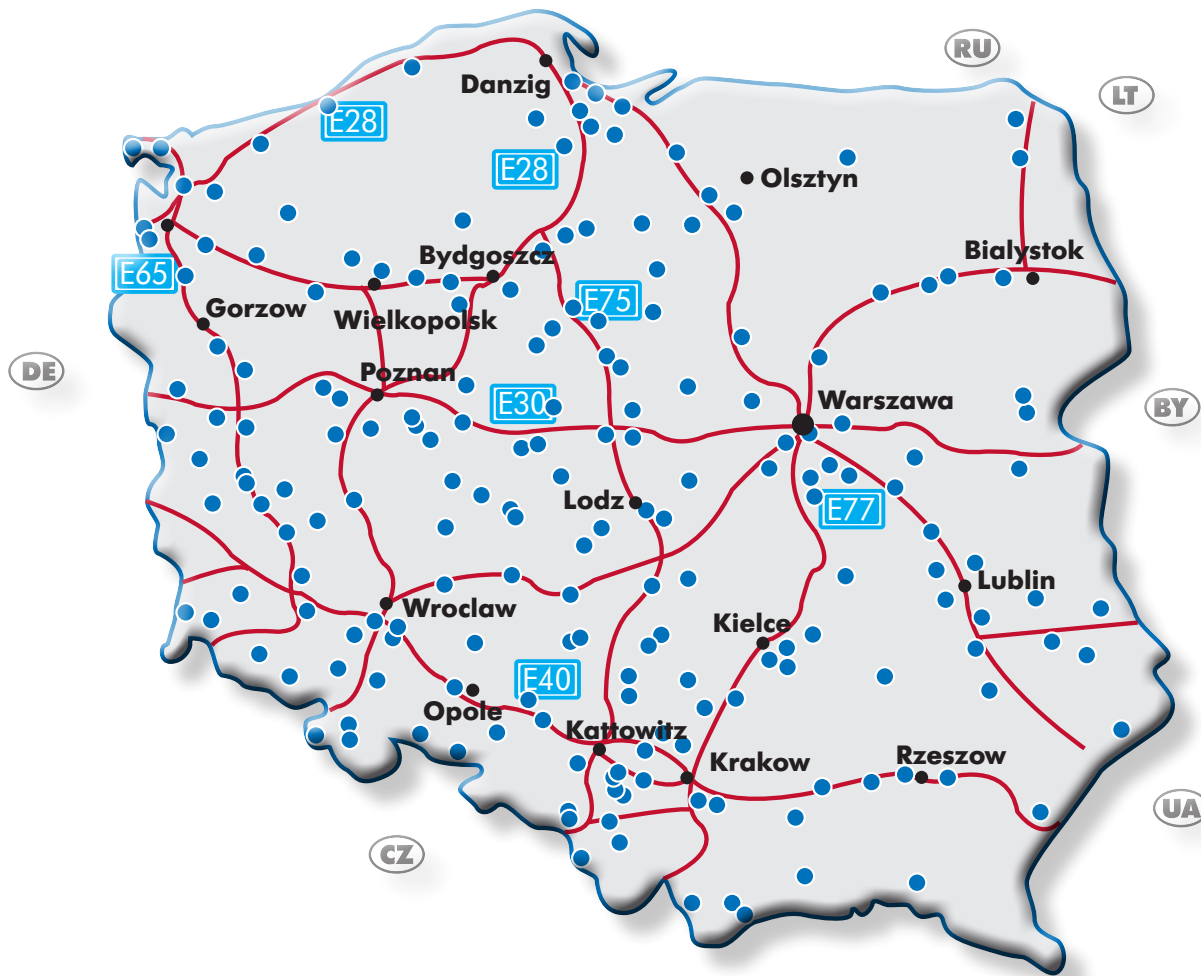 RU
Danzig
LT
E28
E28
Olsztyn
Bydgoszcz
Bialystok
E65
E75
Gorzow
Wielkopolsk
DE
Poznan
E30
Warszawa
BY
Lodz
E77
Lublin
Wroclaw
Kielce
E40
Opole
Kattowitz
Rzeszow
Krakow
UA
CZ